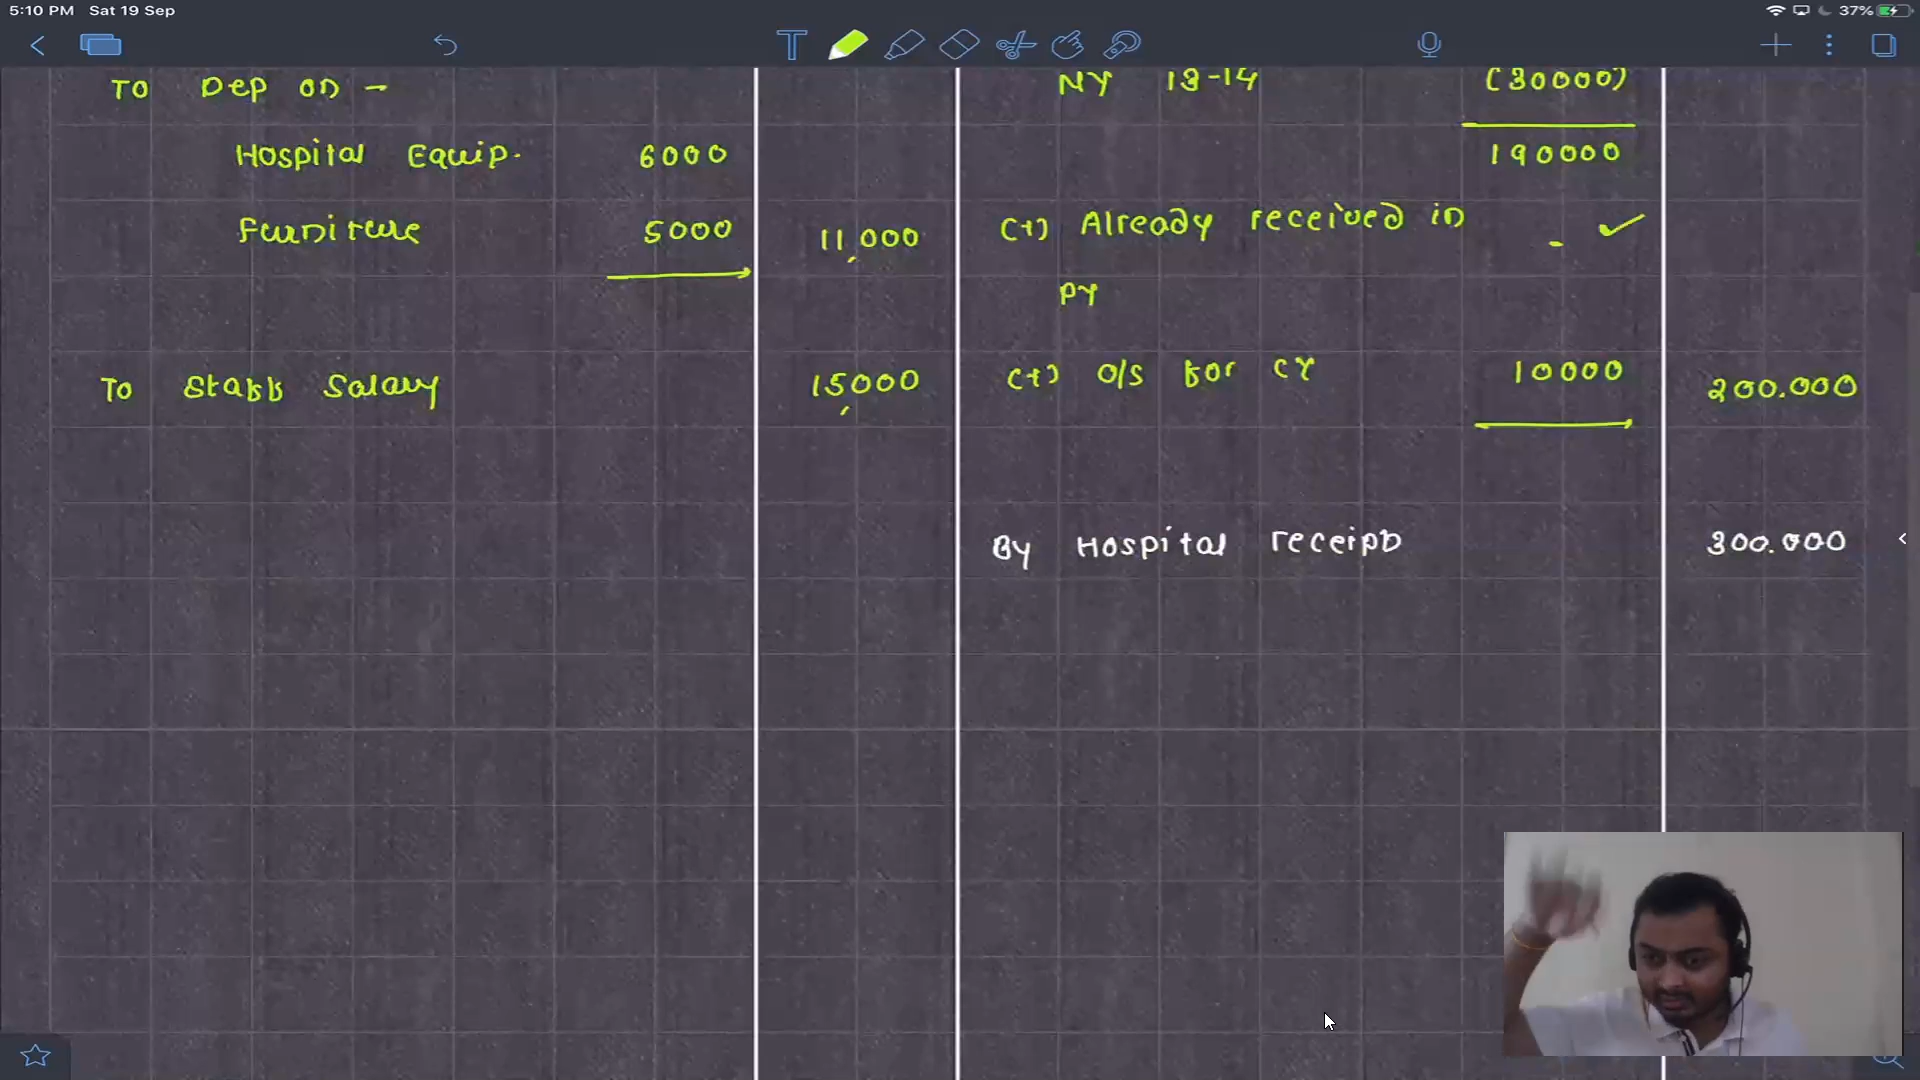 5:10 PM Sat 19 Sep
37%
To Dep on -
Hospital Equip. 6000
Furniture 5000 11,000
To Staff Salary 15000
NY 13-14 (30000)
190000
(+) Already received in - ✓
PY
(+) O/S for CY 10000 200.000
By Hospital receipts 300.000